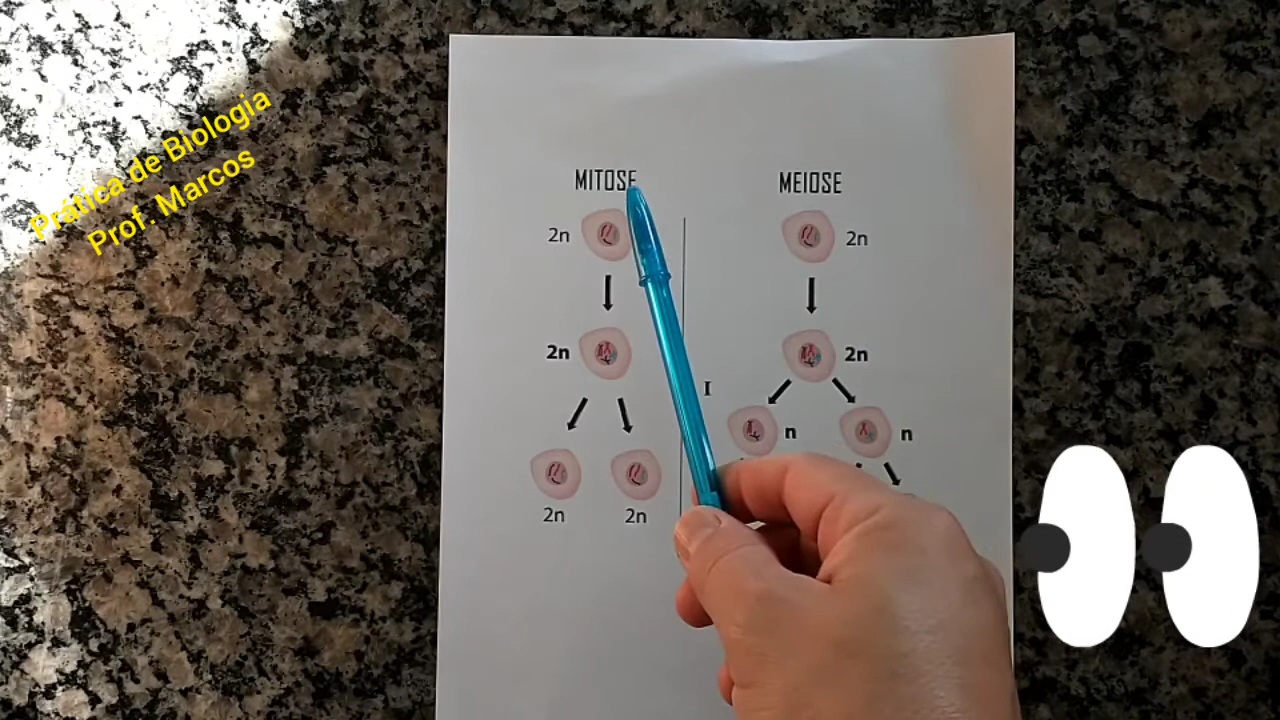 Prática de Biologia
Prof. Marcos
MITOSE
MEIOSE
2n
2n
2n
2n
I
n
n
2n
2n